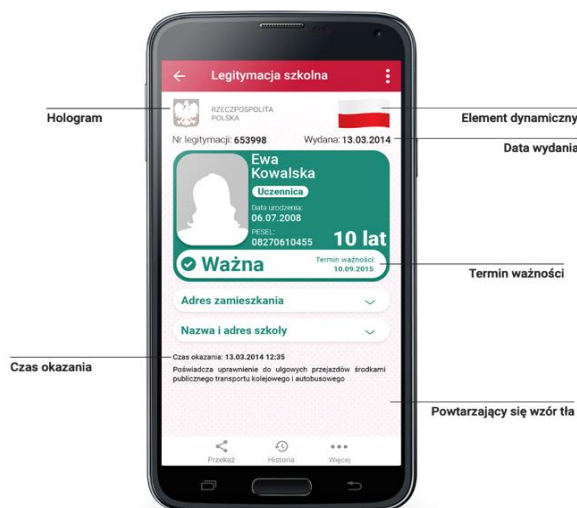 Legitymacja szkolna
RZECZPOSPOLITA
POLSKA
Hologram
Element dynamiczny
Nr legitymacji: 653998 Wydana: 13.03.2014
Data wydania
Ewa
Kowalska
Uczennica
Data urodzenia:
06.07.2008
PESEL:
08270610455
10 lat
Ważna
Termin ważności:
10.09.2015
Termin ważności
Adres zamieszkania
Nazwa i adres szkoły
Czas okazania: 13.03.2014 12:35
Czas okazania
Poświadcza uprawnienie do ulgowych przejazdów środkami
publicznego transportu kolejowego i autobusowego
Powtarzający się wzór tła
Przekaż Historia Więcej